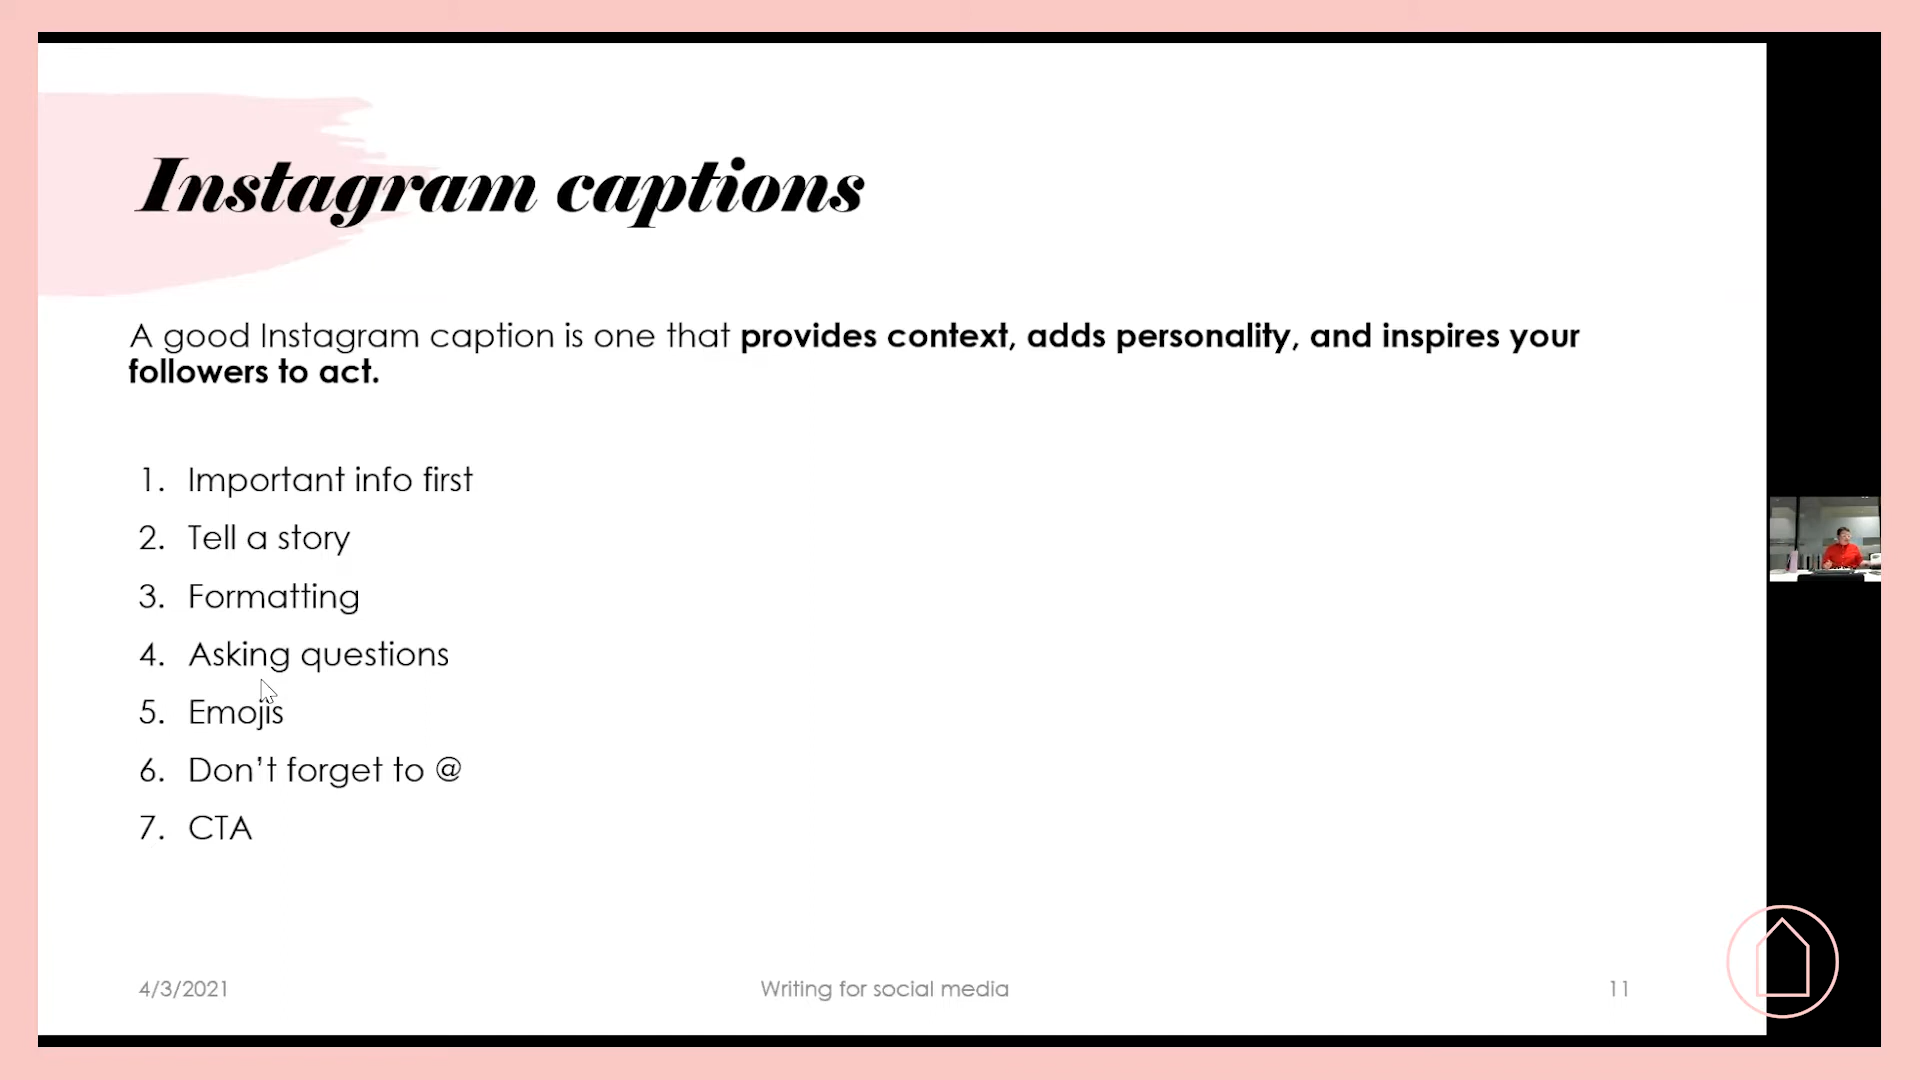 Instagram captions
A good Instagram caption is one that provides context, adds personality, and inspires your
followers to act.
1. Important info first
2. Tell a story
3. Formatting
4. Asking questions
5. Emojis
6. Don’t forget to @
7. CTA
4/3/2021 Writing for social media 11